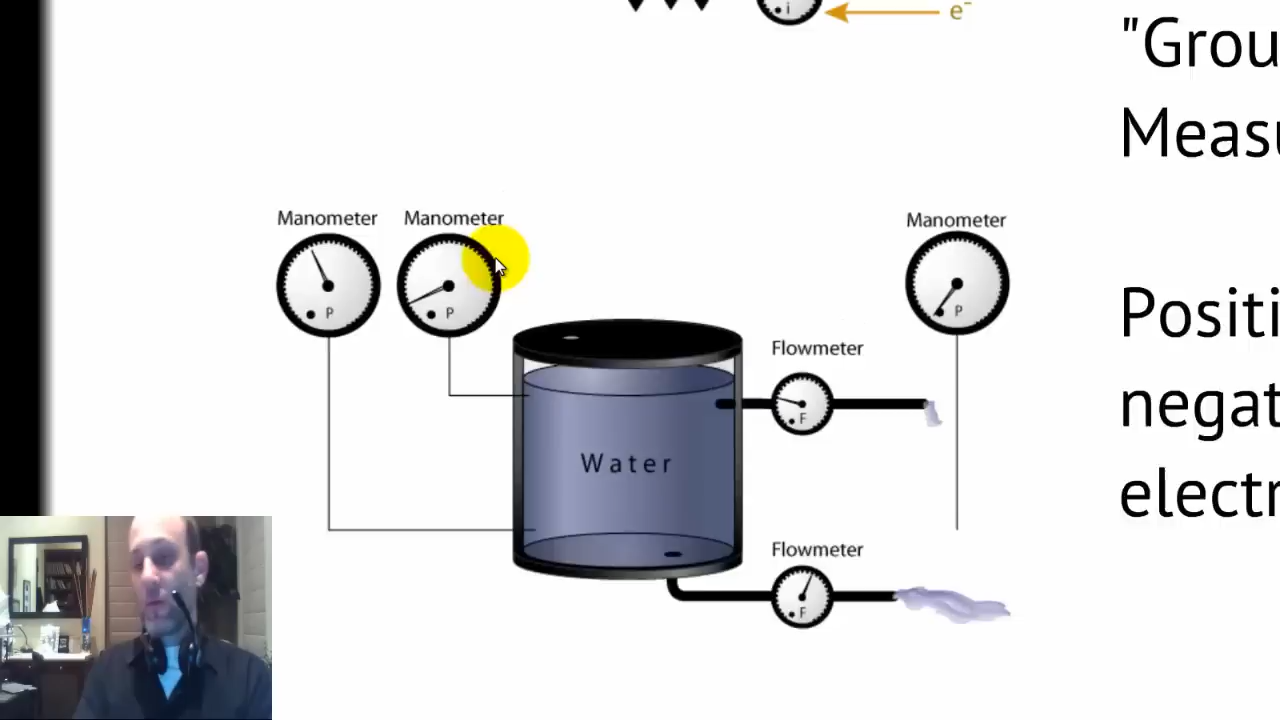 i
e-
"Grou
Measu
Manometer
Manometer
Manometer
P
P
P
Positi
Flowmeter
negat
F
Water
electr
Flowmeter
F